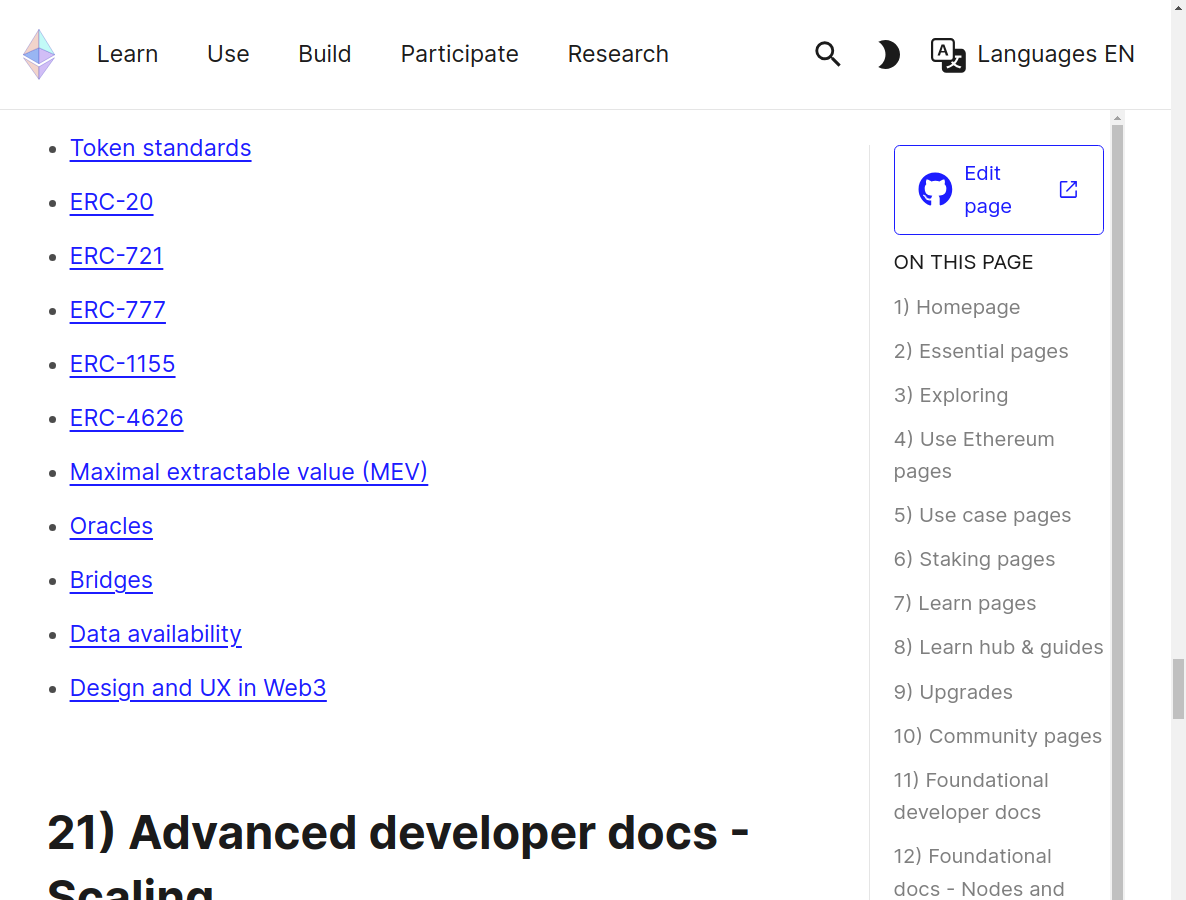 Learn Use Build Participate Research Languages EN
Token standards
ERC-20
ERC-721
ERC-777
ERC-1155
ERC-4626
Maximal extractable value (MEV)
Oracles
Bridges
Data availability
Design and UX in Web3
21) Advanced developer docs -
Scaling
Edit
page
ON THIS PAGE
1) Homepage
2) Essential pages
3) Exploring
4) Use Ethereum
pages
5) Use case pages
6) Staking pages
7) Learn pages
8) Learn hub & guides
9) Upgrades
10) Community pages
11) Foundational
developer docs
12) Foundational
docs - Nodes and